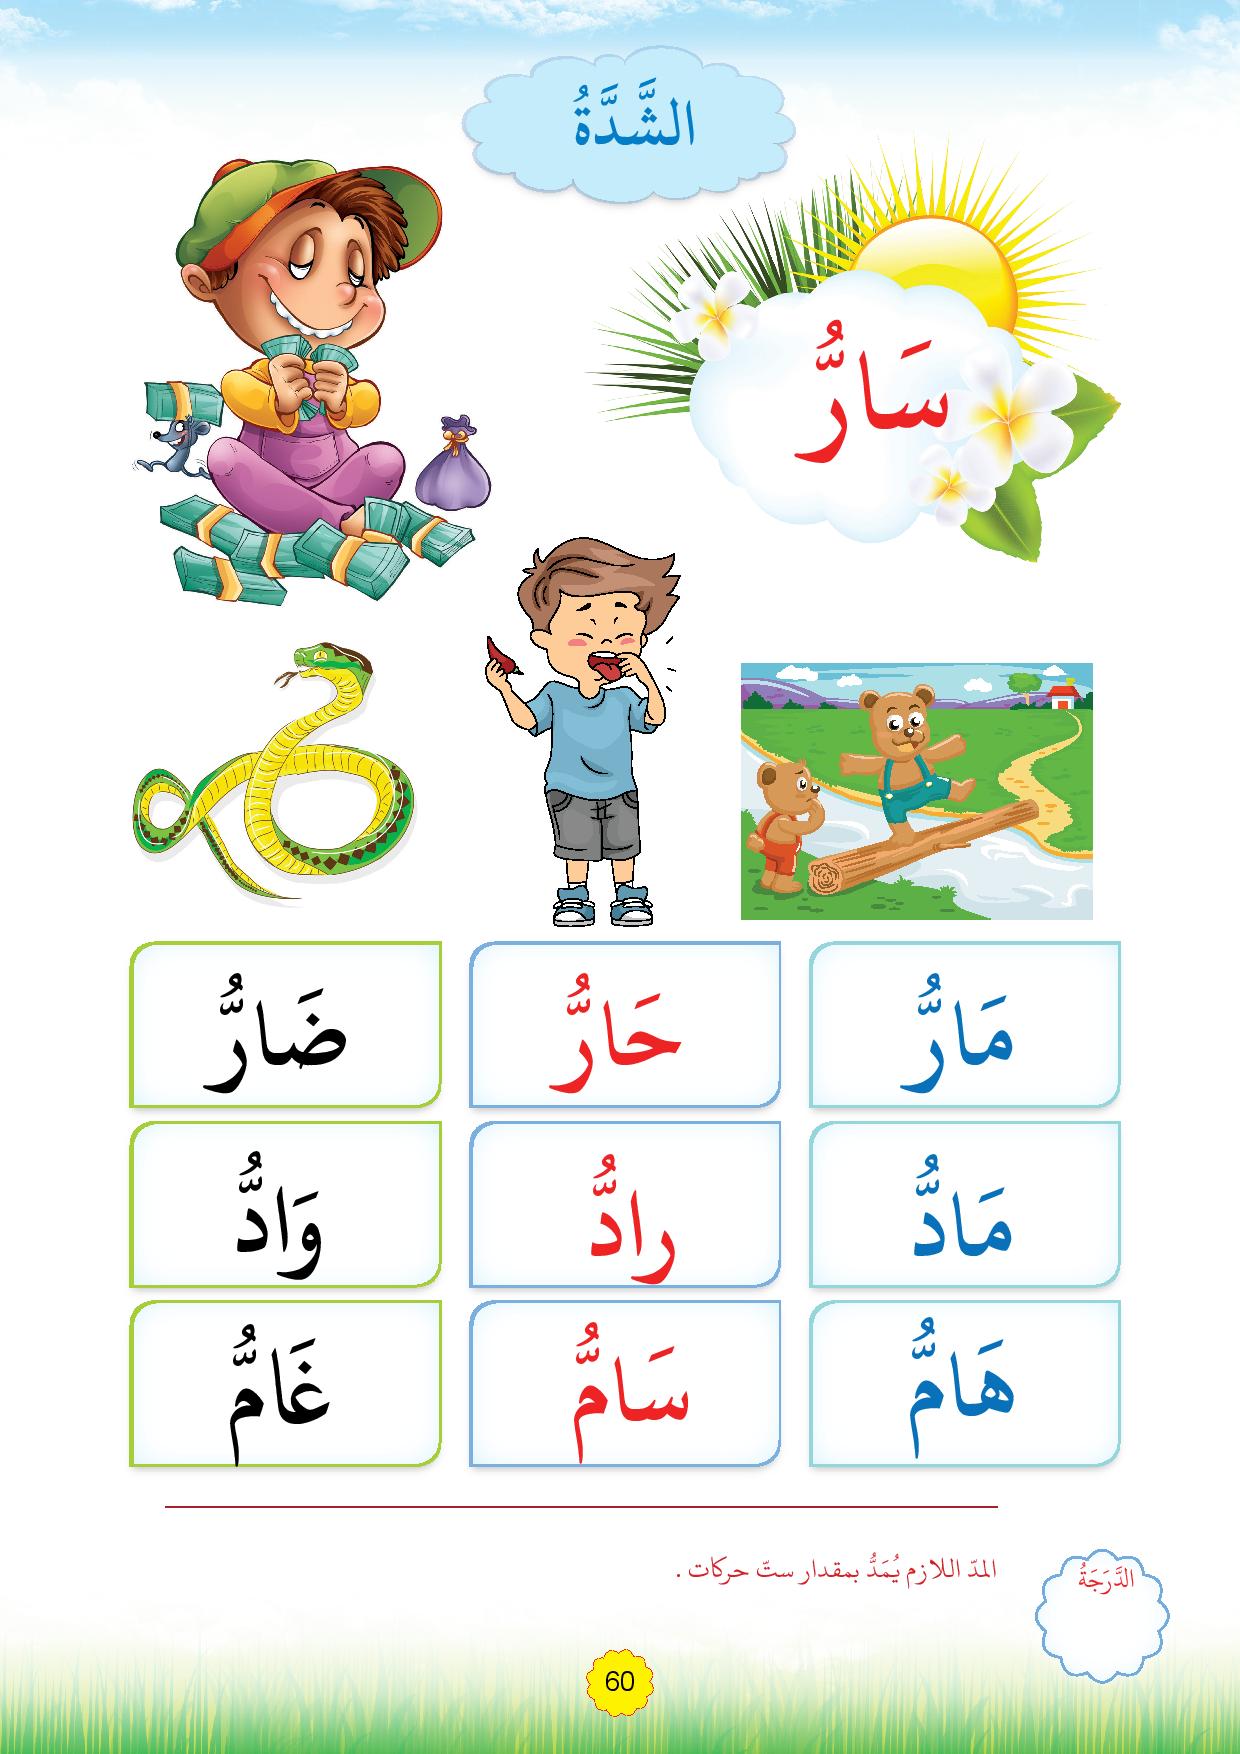 الشَّدَّةُ
سَارُّ
مَارُّ
حَارُّ
ضَارُّ
مَادُّ
رادُّ
وَادُّ
هَامُّ
سَامُّ
غَامُّ
المدّ اللازم يُمَدُّ بمقدار ستّ حركات .
الدَّرَجَةُ
60